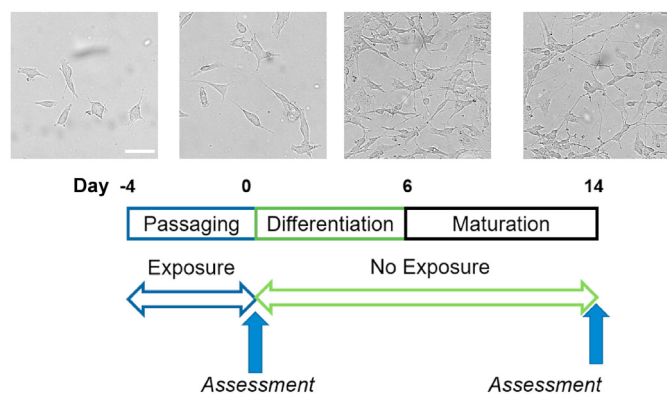 Day -4 0 6 14
Passaging Differentiation Maturation
Exposure No Exposure
Assessment Assessment